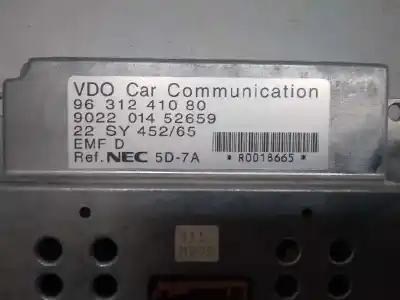 VDO Car Communication
96 312 410 80
9022 014 52659
22 SY 452/65
EMF D
Ref. NEC 5D-7A
* R0018665 *